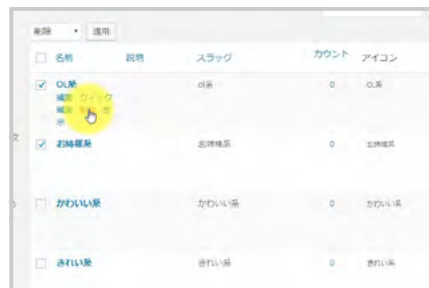 削除 適用
名前 説明 スラッグ カウント アイコン
OL系 ol系 0 OL系
編集 クイック
編集 削除 表
示
お姉様系 お姉様系 0 お姉様系
かわいい系 かわいい系 0 かわいい系
きれい系 きれい系 0 きれい系